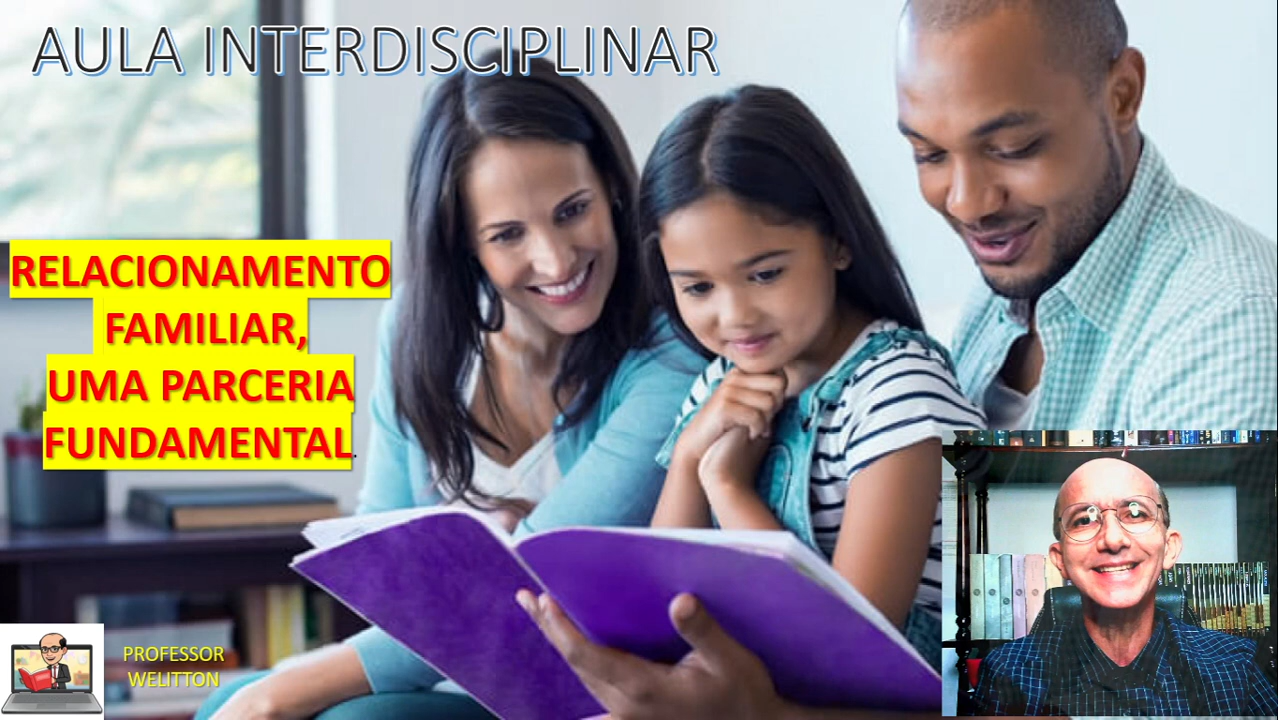 AULA INTERDISCIPLINAR
RELACIONAMENTO
FAMILIAR,
UMA PARCERIA
FUNDAMENTAL.
PROFESSOR
WELITTON